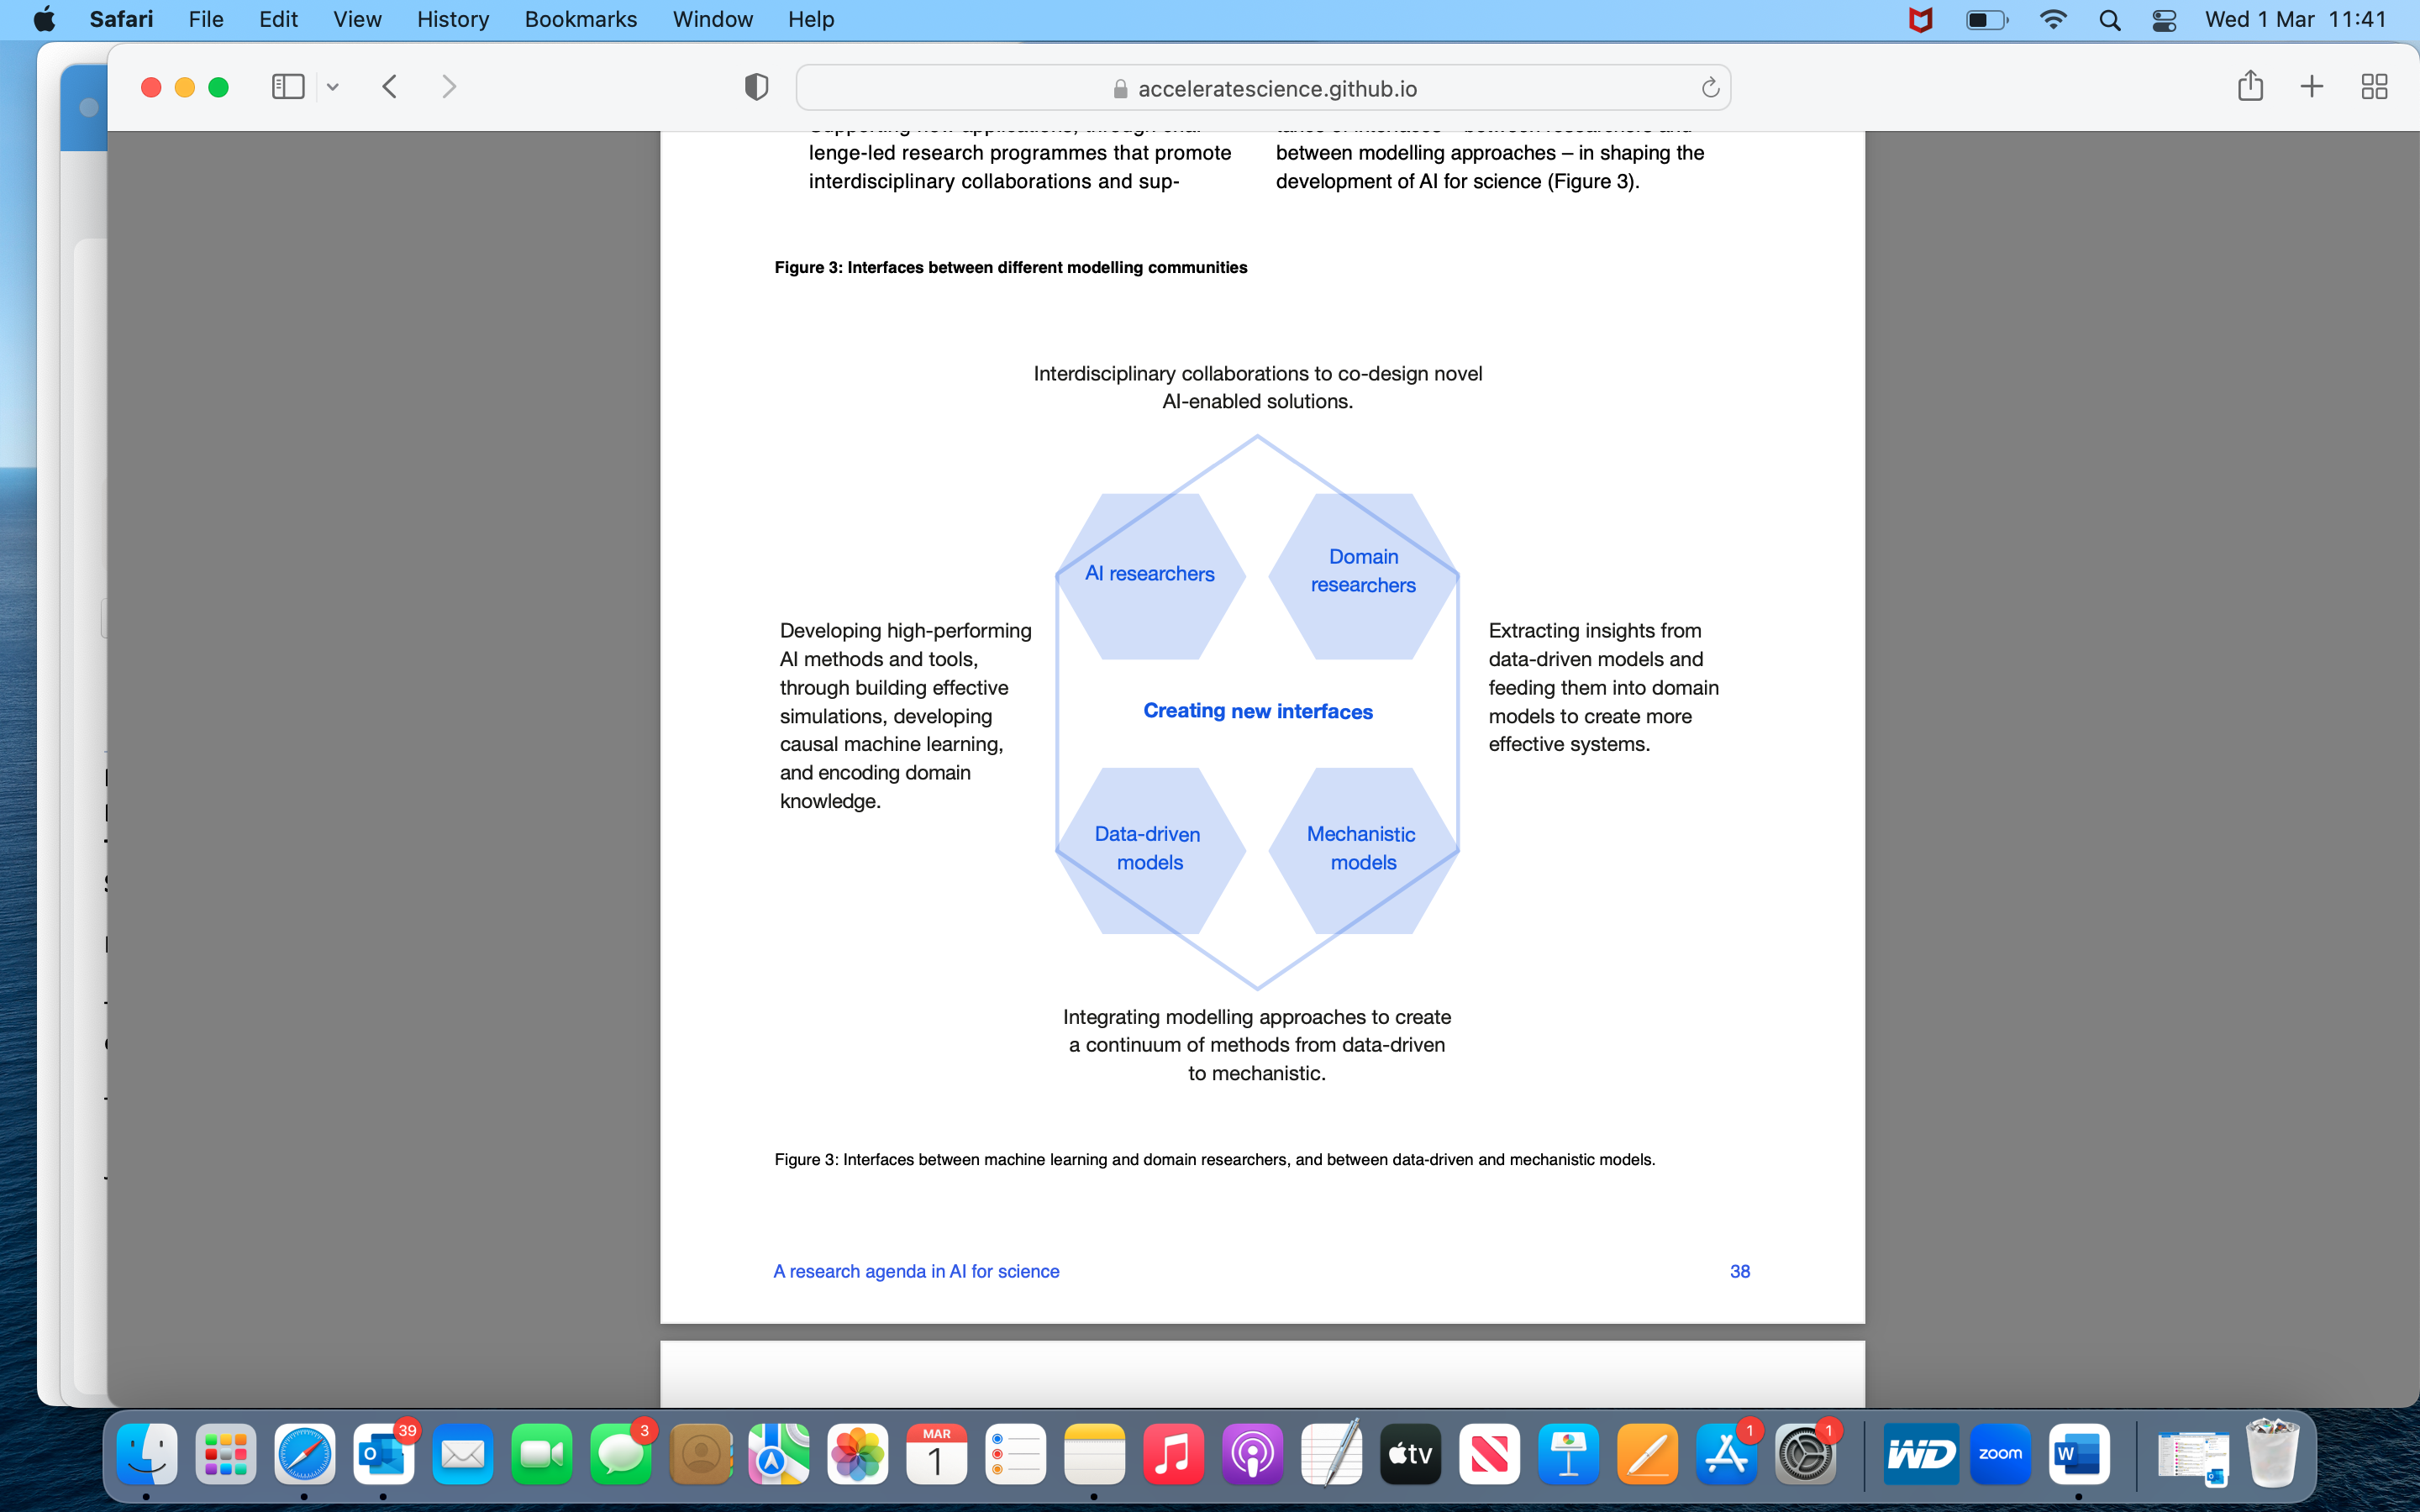 Safari File Edit View History Bookmarks Window Help
Wed 1 Mar 11:41
acceleratescience.github.io
lenge-led research programmes that promote
interdisciplinary collaborations and sup-
between modelling approaches – in shaping the
development of AI for science (Figure 3).
Figure 3: Interfaces between different modelling communities
Interdisciplinary collaborations to co-design novel
AI-enabled solutions.
AI researchers
Domain
researchers
Developing high-performing
AI methods and tools,
through building effective
simulations, developing
causal machine learning,
and encoding domain
knowledge.
Creating new interfaces
Extracting insights from
data-driven models and
feeding them into domain
models to create more
effective systems.
Data-driven
models
Mechanistic
models
Integrating modelling approaches to create
a continuum of methods from data-driven
to mechanistic.
Figure 3: Interfaces between machine learning and domain researchers, and between data-driven and mechanistic models.
A research agenda in AI for science
38
39
3
MAR
1
tv
1
1
WD
zoom
W